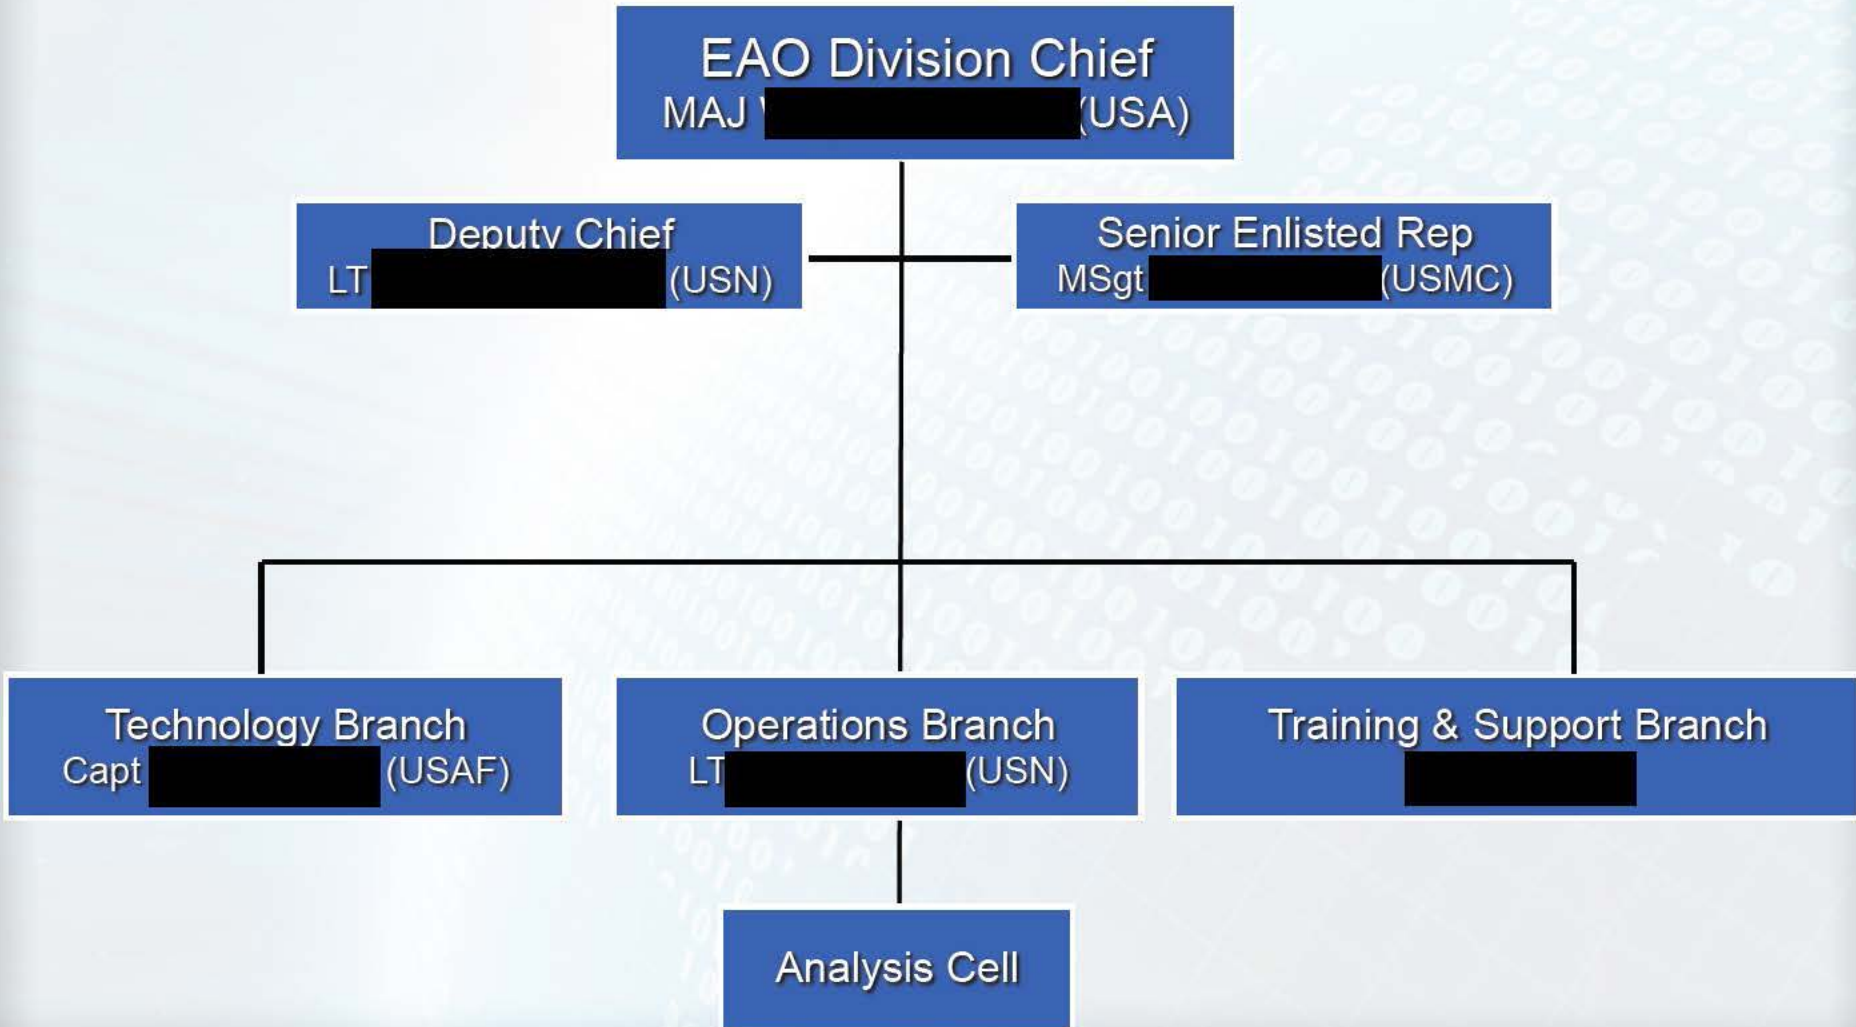 EAO Division Chief
MAJ (USA)
Deputy Chief
LT (USN)
Senior Enlisted Rep
MSgt (USMC)
Technology Branch
Capt (USAF)
Operations Branch
LT (USN)
Training & Support Branch
Analysis Cell